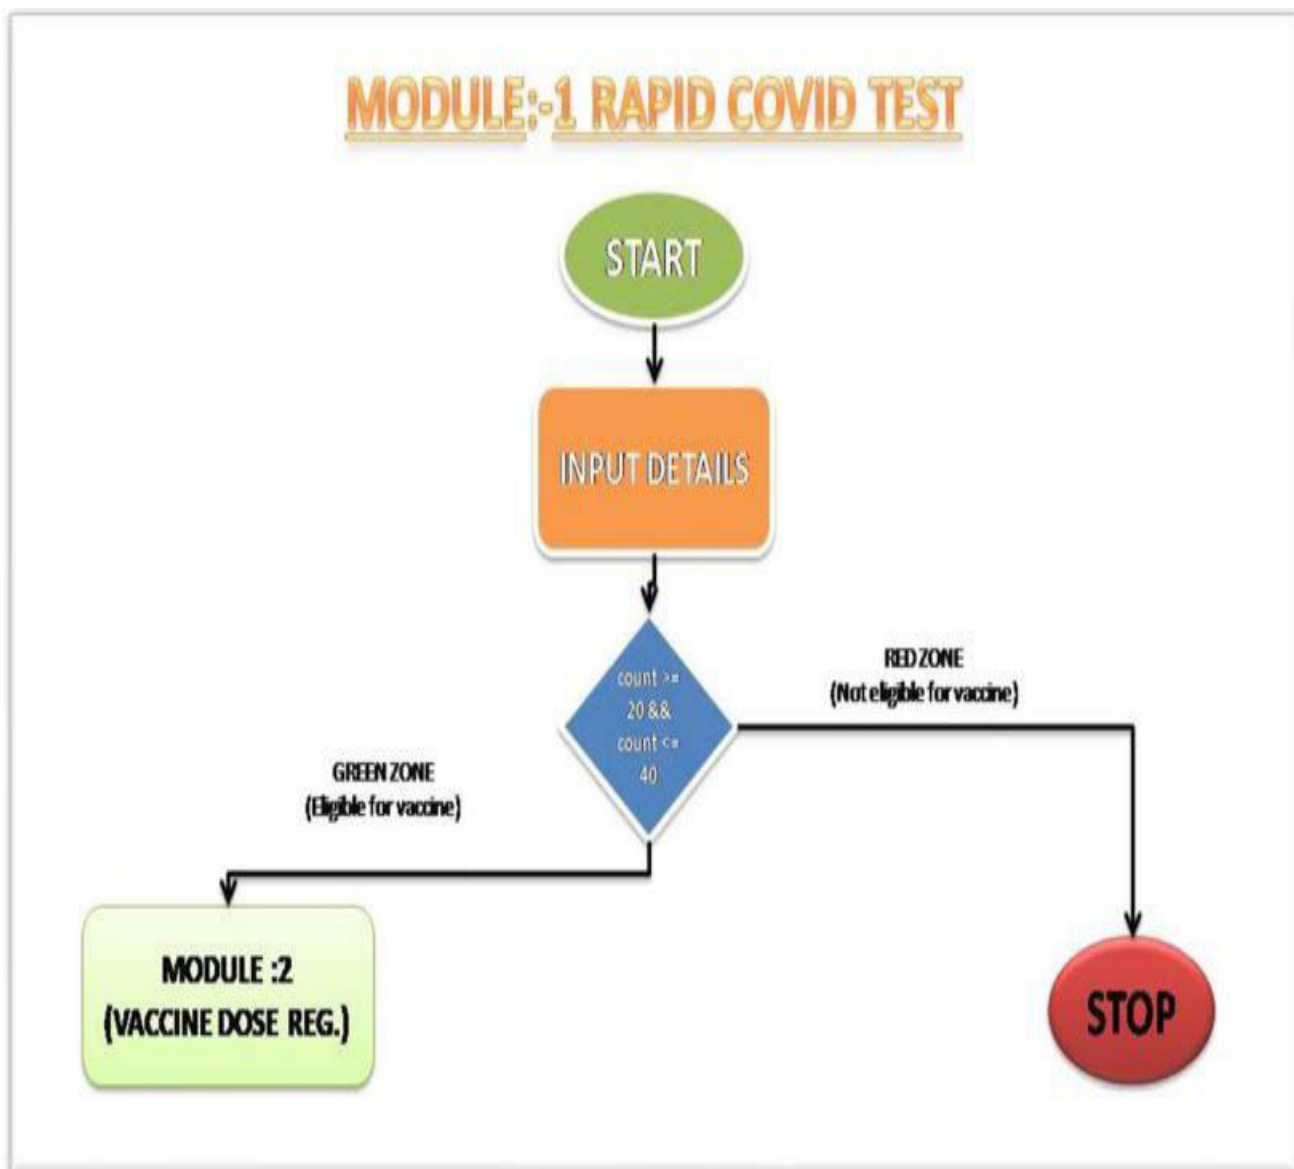 MODULE:-1 RAPID COVID TEST
START
INPUT DETAILS
count >=
20 &&
count <=
40
RED ZONE
(Not eligible for vaccine)
GREEN ZONE
(Eligible for vaccine)
MODULE :2
(VACCINE DOSE REG.)
STOP